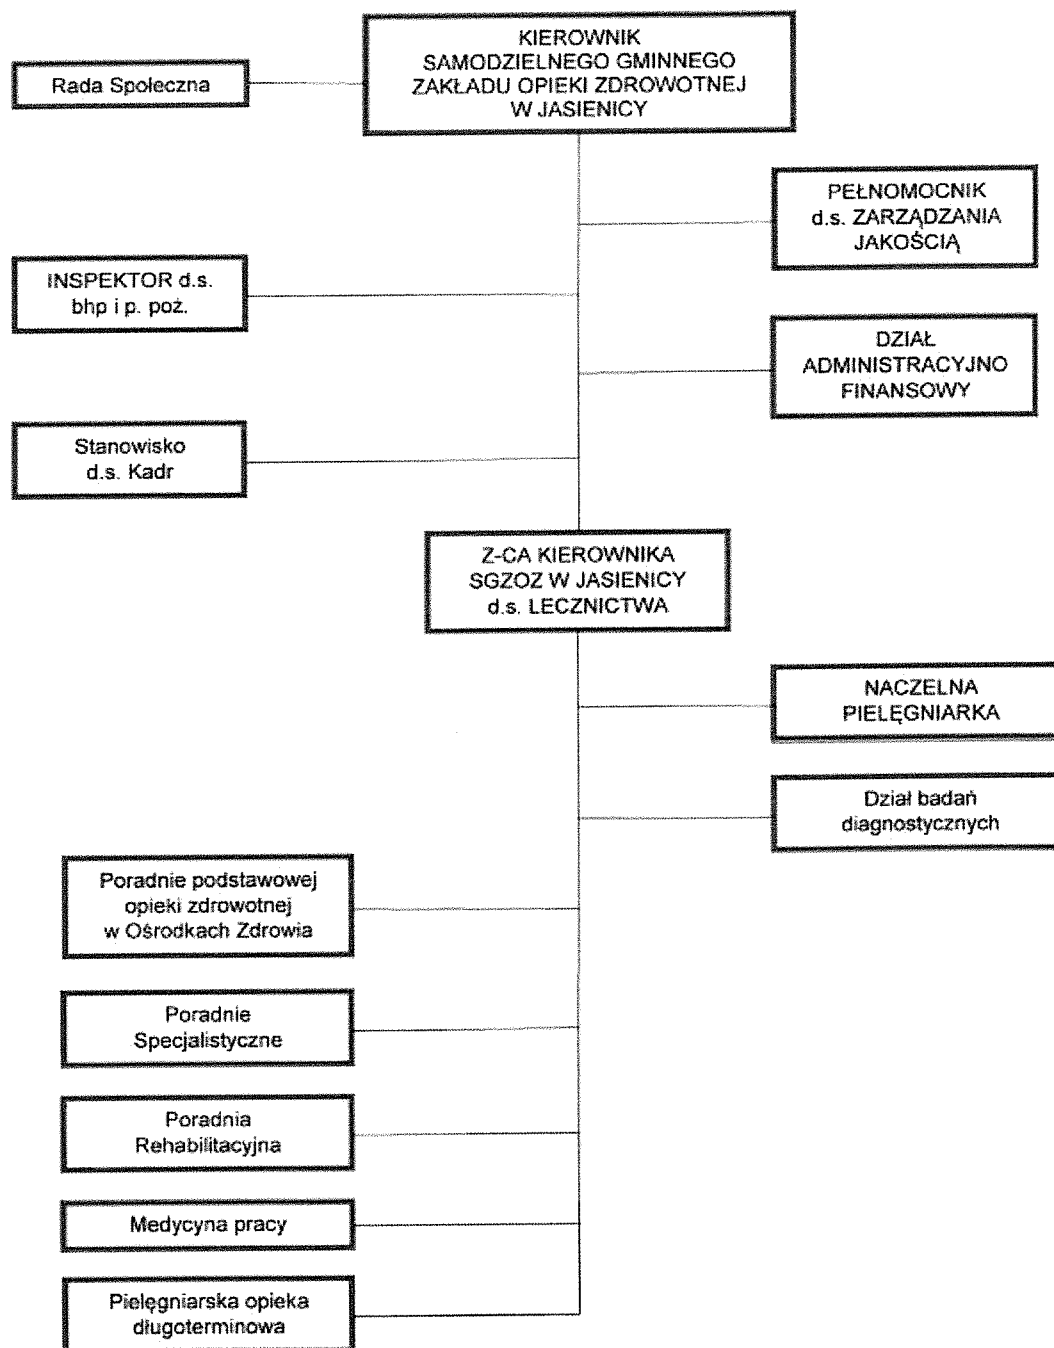 KIEROWNIK
SAMODZIELNEGO GMINNEGO
ZAKŁADU OPIEKI ZDROWOTNEJ
W JASIENICY
Rada Społeczna
PEŁNOMOCNIK
d.s. ZARZĄDZANIA
JAKOŚCIĄ
INSPEKTOR d.s.
bhp i p. poż.
DZIAŁ
ADMINISTRACYJNO
FINANSOWY
Stanowisko
d.s. Kadr
Z-CA KIEROWNIKA
SGZOZ W JASIENICY
d.s. LECZNICTWA
NACZELNA
PIELĘGNIARKA
Dział badań
diagnostycznych
Poradnie podstawowej
opieki zdrowotnej
w Ośrodkach Zdrowia
Poradnie
Specjalistyczne
Poradnia
Rehabilitacyjna
Medycyna pracy
Pielęgniarska opieka
długoterminowa